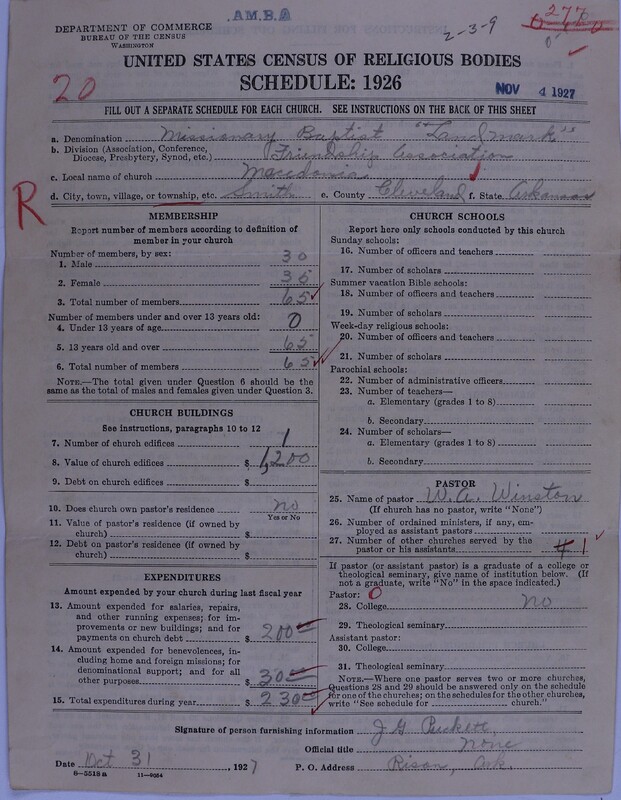 A.M.B.A
DEPARTMENT OF COMMERCE
BUREAU OF THE CENSUS
WASHINGTON
2-3-9
UNITED STATES CENSUS OF RELIGIOUS BODIES
SCHEDULE: 1926
20
NOV 4 1927
FILL OUT A SEPARATE SCHEDULE FOR EACH CHURCH. SEE INSTRUCTIONS ON THE BACK OF THIS SHEET
a. Denomination Missionary Baptist "Landmark"
b. Division (Association, Conference, Diocese, Presbytery, Synod, etc.) Friendship Association
c. Local name of church Macedonia
d. City, town, village, or township, etc. Smith e. County Cleveland f. State Arkansas
R
MEMBERSHIP
Report number of members according to definition of
member in your church
Number of members, by sex:
1. Male 30
2. Female 35
3. Total number of members 65
Number of members under and over 13 years old:
4. Under 13 years of age 0
5. 13 years old and over 65
6. Total number of members 65
NOTE.—The total given under Question 6 should be
same as the total of males and females given under Question 3.
CHURCH BUILDINGS
See instructions, paragraphs 10 to 12
7. Number of church edifices 1
8. Value of church edifices $ 1,200
9. Debt on church edifices $
10. Does church own pastor's residence no
Yes or No
11. Value of pastor's residence (if owned by
church) $
12. Debt on pastor's residence (if owned by
church) $
EXPENDITURES
Amount expended by your church during last fiscal year
13. Amount expended for salaries, repairs,
and other running expenses; for im-
provements or new buildings; and for
payments on church debt $ 200
14. Amount expended for benevolences, in-
cluding home and foreign missions; for
denominational support; and for all
other purposes $ 30
15. Total expenditures during year $ 230
CHURCH SCHOOLS
Report here only schools conducted by this church
Sunday schools:
16. Number of officers and teachers
17. Number of scholars
Summer vacation Bible schools:
18. Number of officers and teachers
19. Number of scholars
Week-day religious schools:
20. Number of officers and teachers
21. Number of scholars
Parochial schools:
22. Number of administrative officers
23. Number of teachers—
a. Elementary (grades 1 to 8)
b. Secondary
24. Number of scholars—
a. Elementary (grades 1 to 8)
b. Secondary
PASTOR
25. Name of pastor W. A. Winston
(If church has no pastor, write "None")
26. Number of ordained ministers, if any, em-
ployed as assistant pastors
27. Number of other churches served by the
pastor or his assistants 4 1
If pastor (or assistant pastor) is a graduate of a college or
theological seminary, give name of institution below. (If
not a graduate, write "No" in the space indicated.)
Pastor: 0
28. College no
29. Theological seminary
Assistant pastor:
30. College
31. Theological seminary
NOTE.—Where one pastor serves two or more churches,
Questions 28 and 29 should be answered only on the schedule
for one of the churches; on the schedules for the other churches,
write "See schedule for church."
Signature of person furnishing information J G Puckett
Official title none
Date Oct 31, 1927 P. O. Address Rison, Ark.
8-5518 a 11-9084